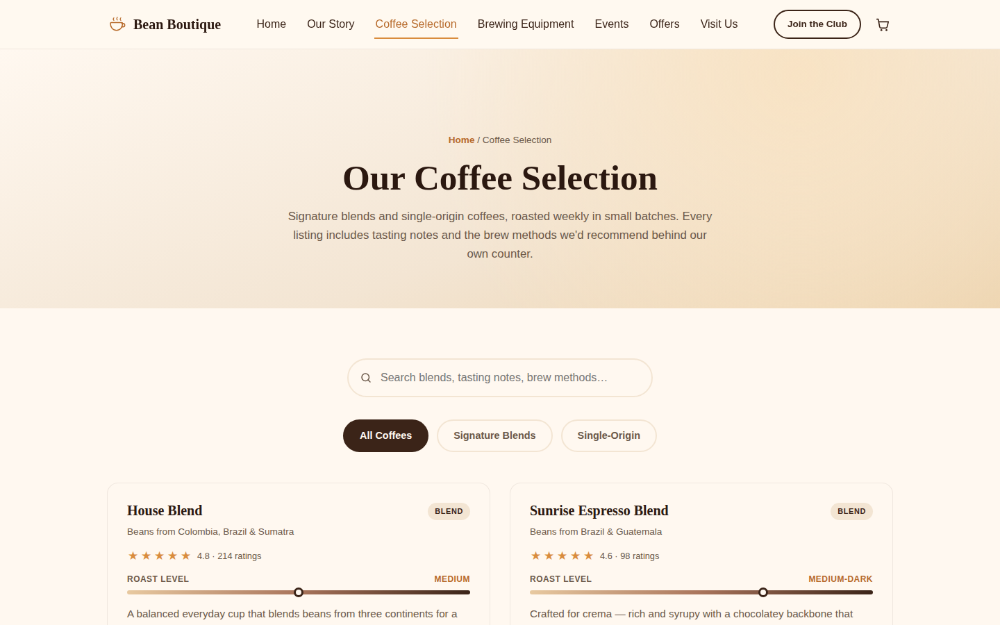 Bean Boutique
Home
Our Story
Coffee Selection
Brewing Equipment
Events
Offers
Visit Us
Join the Club
Home / Coffee Selection
Our Coffee Selection
Signature blends and single-origin coffees, roasted weekly in small batches. Every
listing includes tasting notes and the brew methods we'd recommend behind our
own counter.
Search blends, tasting notes, brew methods…
All Coffees
Signature Blends
Single-Origin
House Blend
BLEND
Beans from Colombia, Brazil & Sumatra
★★★★★ 4.8 · 214 ratings
ROAST LEVEL
MEDIUM
A balanced everyday cup that blends beans from three continents for a
Sunrise Espresso Blend
BLEND
Beans from Brazil & Guatemala
★★★★★ 4.6 · 98 ratings
ROAST LEVEL
MEDIUM-DARK
Crafted for crema — rich and syrupy with a chocolatey backbone that